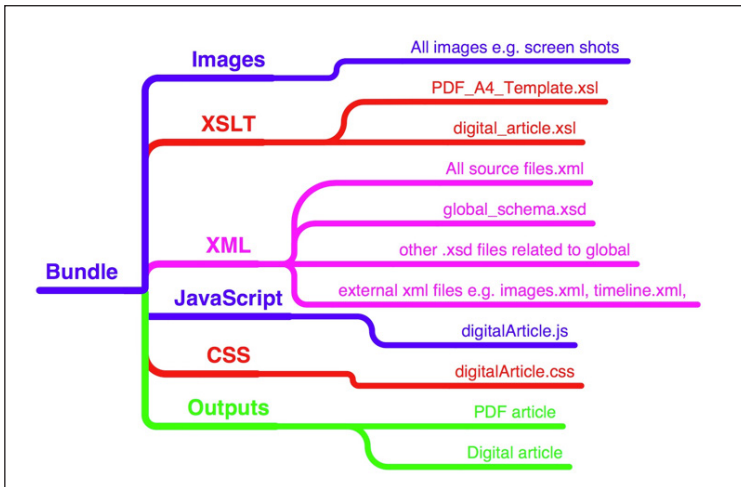 Bundle
Images
All images e.g. screen shots
XSLT
PDF_A4_Template.xsl
digital_article.xsl
XML
All source files.xml
global_schema.xsd
other .xsd files related to global
external xml files e.g. images.xml, timeline.xml,
JavaScript
digitalArticle.js
CSS
digitalArticle.css
Outputs
PDF article
Digital article